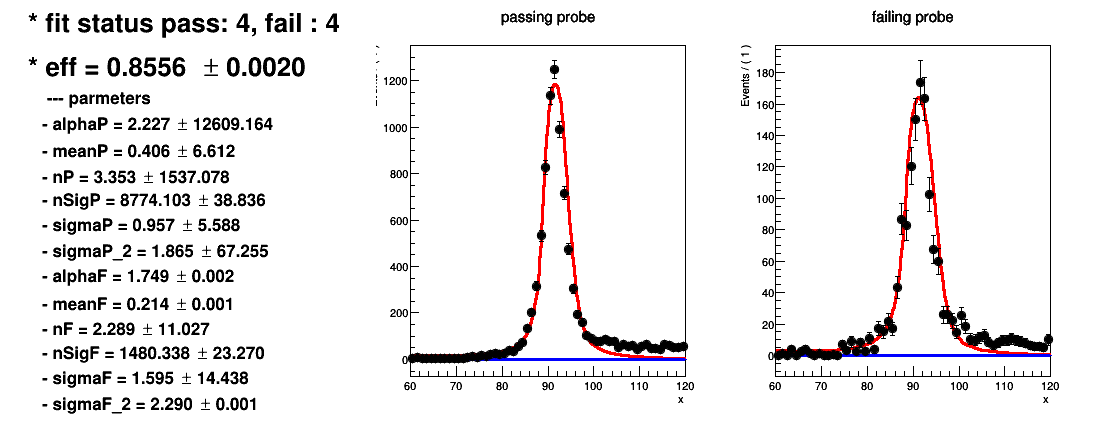 * fit status pass: 4, fail : 4
* eff = 0.8556 ± 0.0020
--- parmeters
- alphaP = 2.227 ± 12609.164
- meanP = 0.406 ± 6.612
- nP = 3.353 ± 1537.078
- nSigP = 8774.103 ± 38.836
- sigmaP = 0.957 ± 5.588
- sigmaP_2 = 1.865 ± 67.255
- alphaF = 1.749 ± 0.002
- meanF = 0.214 ± 0.001
- nF = 2.289 ± 11.027
- nSigF = 1480.338 ± 23.270
- sigmaF = 1.595 ± 14.438
- sigmaF_2 = 2.290 ± 0.001
passing probe
1200
1000
800
600
400
200
0
60 70 80 90 100 110 120
x
failing probe
Events / ( 1 )
180
160
140
120
100
80
60
40
20
0
60 70 80 90 100 110 120
x